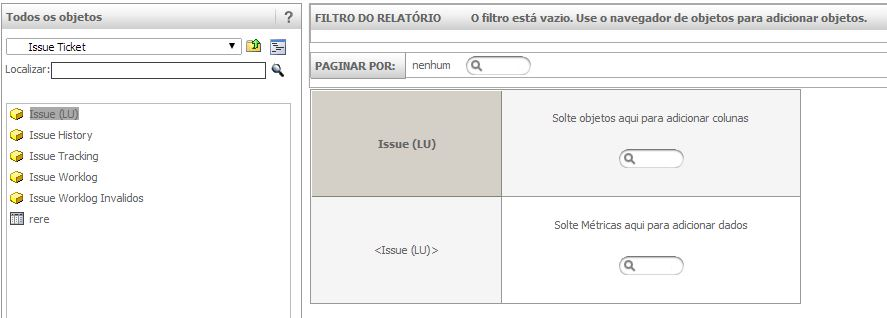 Todos os objetos ?
Issue Ticket
Localizar:
Issue (LU)
Issue History
Issue Tracking
Issue Worklog
Issue Worklog Invalidos
rere
FILTRO DO RELATÓRIO O filtro está vazio. Use o navegador de objetos para adicionar objetos.
PAGINAR POR: nenhum
Issue (LU)
Solte objetos aqui para adicionar colunas
<Issue (LU)>
Solte Métricas aqui para adicionar dados